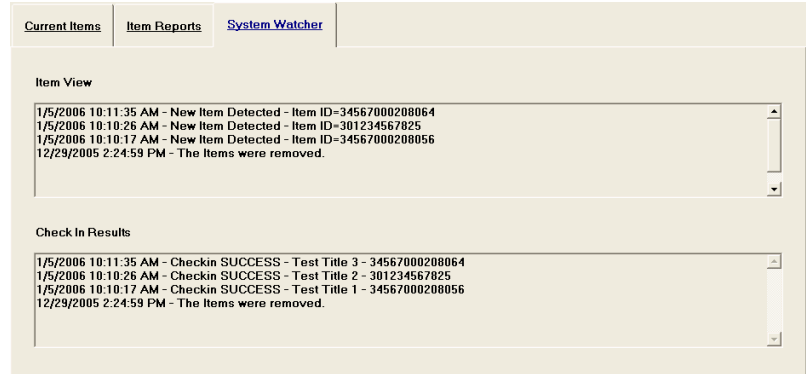 Current Items
Item Reports
System Watcher
Item View
1/5/2006 10:11:35 AM - New Item Detected - Item ID=34567000208064
1/5/2006 10:10:26 AM - New Item Detected - Item ID=301234567825
1/5/2006 10:10:17 AM - New Item Detected - Item ID=34567000208056
12/29/2005 2:24:59 PM - The Items were removed.
Check In Results
1/5/2006 10:11:35 AM - Checkin SUCCESS - Test Title 3 - 34567000208064
1/5/2006 10:10:26 AM - Checkin SUCCESS - Test Title 2 - 301234567825
1/5/2006 10:10:17 AM - Checkin SUCCESS - Test Title 1 - 34567000208056
12/29/2005 2:24:59 PM - The Items were removed.